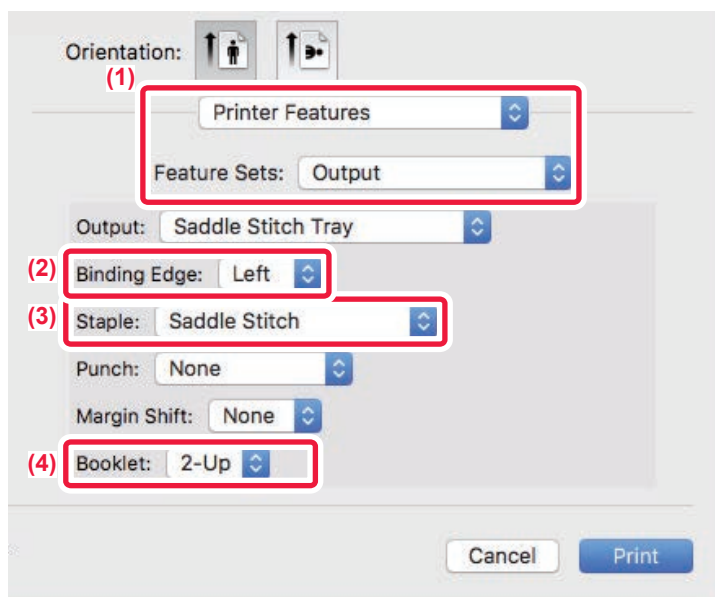 Orientation:
(1)
Printer Features
Feature Sets: Output
Output: Saddle Stitch Tray
(2) Binding Edge: Left
(3) Staple: Saddle Stitch
Punch: None
Margin Shift: None
(4) Booklet: 2-Up
Cancel Print